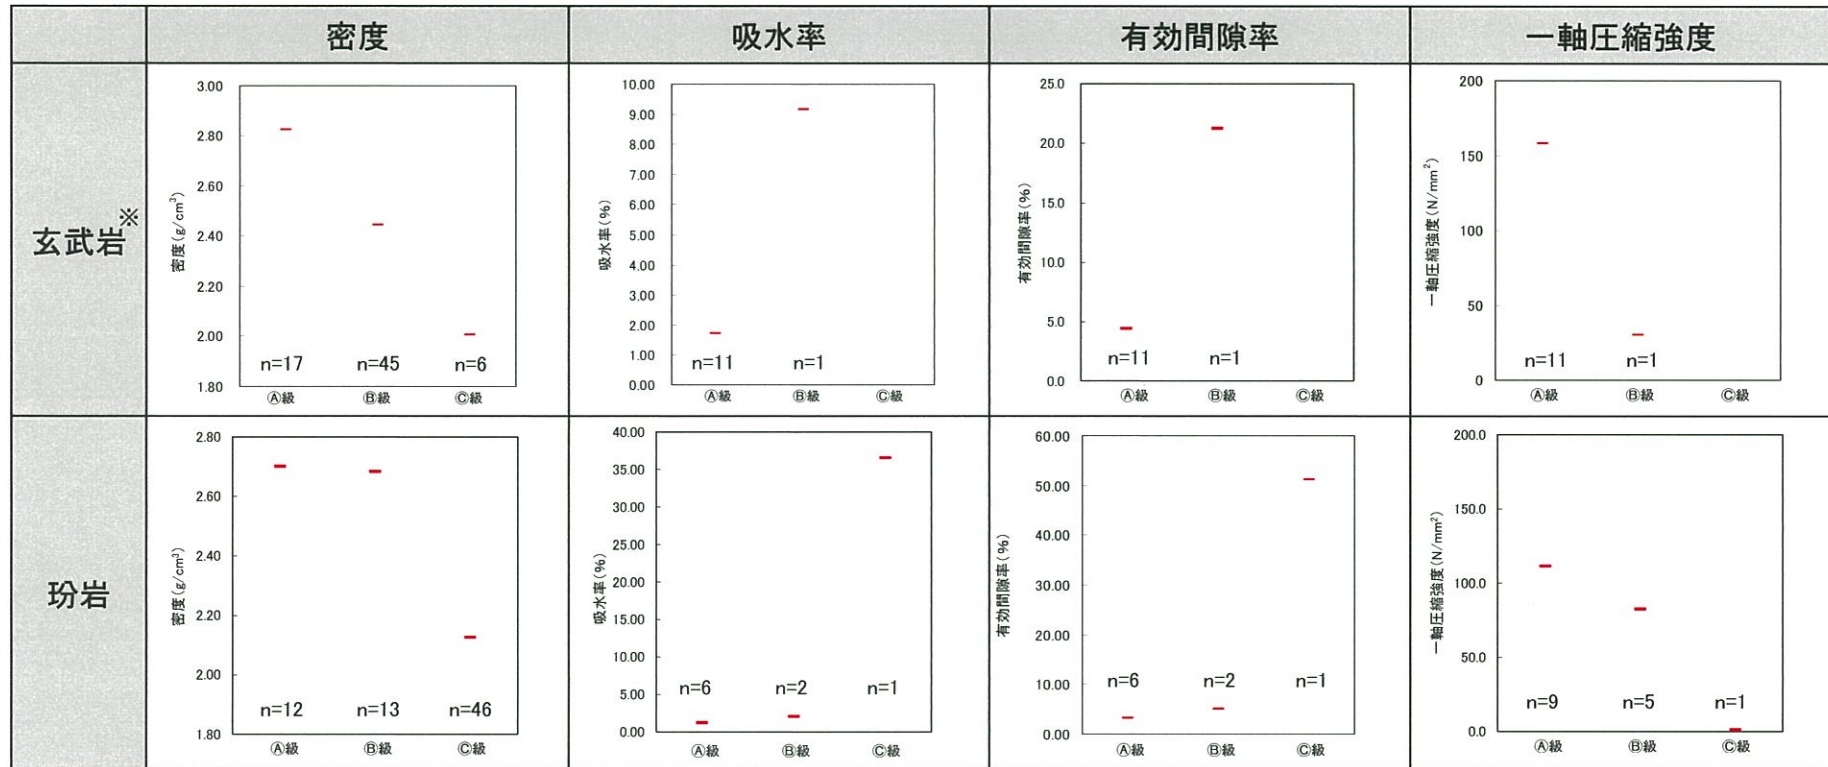 密度 吸水率 有効間隙率 一軸圧縮強度
玄武岩※
密度(g/cm³)
3.00
2.80
2.60
2.40
2.20
2.00
1.80
n=17 n=45 n=6
Ⓐ級 Ⓑ級 Ⓒ級
吸水率(%)
10.00
9.00
8.00
7.00
6.00
5.00
4.00
3.00
2.00
1.00
0.00
n=11 n=1
Ⓐ級 Ⓑ級 Ⓒ級
有効間隙率(%)
25.0
20.0
15.0
10.0
5.0
0.0
n=11 n=1
Ⓐ級 Ⓑ級 Ⓒ級
一軸圧縮強度(N/mm²)
200
150
100
50
0
n=11 n=1
Ⓐ級 Ⓑ級 Ⓒ級
玢岩
密度(g/cm³)
2.80
2.60
2.40
2.20
2.00
1.80
n=12 n=13 n=46
Ⓐ級 Ⓑ級 Ⓒ級
吸水率(%)
40.00
35.00
30.00
25.00
20.00
15.00
10.00
5.00
0.00
n=6 n=2 n=1
Ⓐ級 Ⓑ級 Ⓒ級
有効間隙率(%)
60.00
50.00
40.00
30.00
20.00
10.00
0.00
n=6 n=2 n=1
Ⓐ級 Ⓑ級 Ⓒ級
一軸圧縮強度(N/mm²)
200.0
150.0
100.0
50.0
0.0
n=9 n=5 n=1
Ⓐ級 Ⓑ級 Ⓒ級